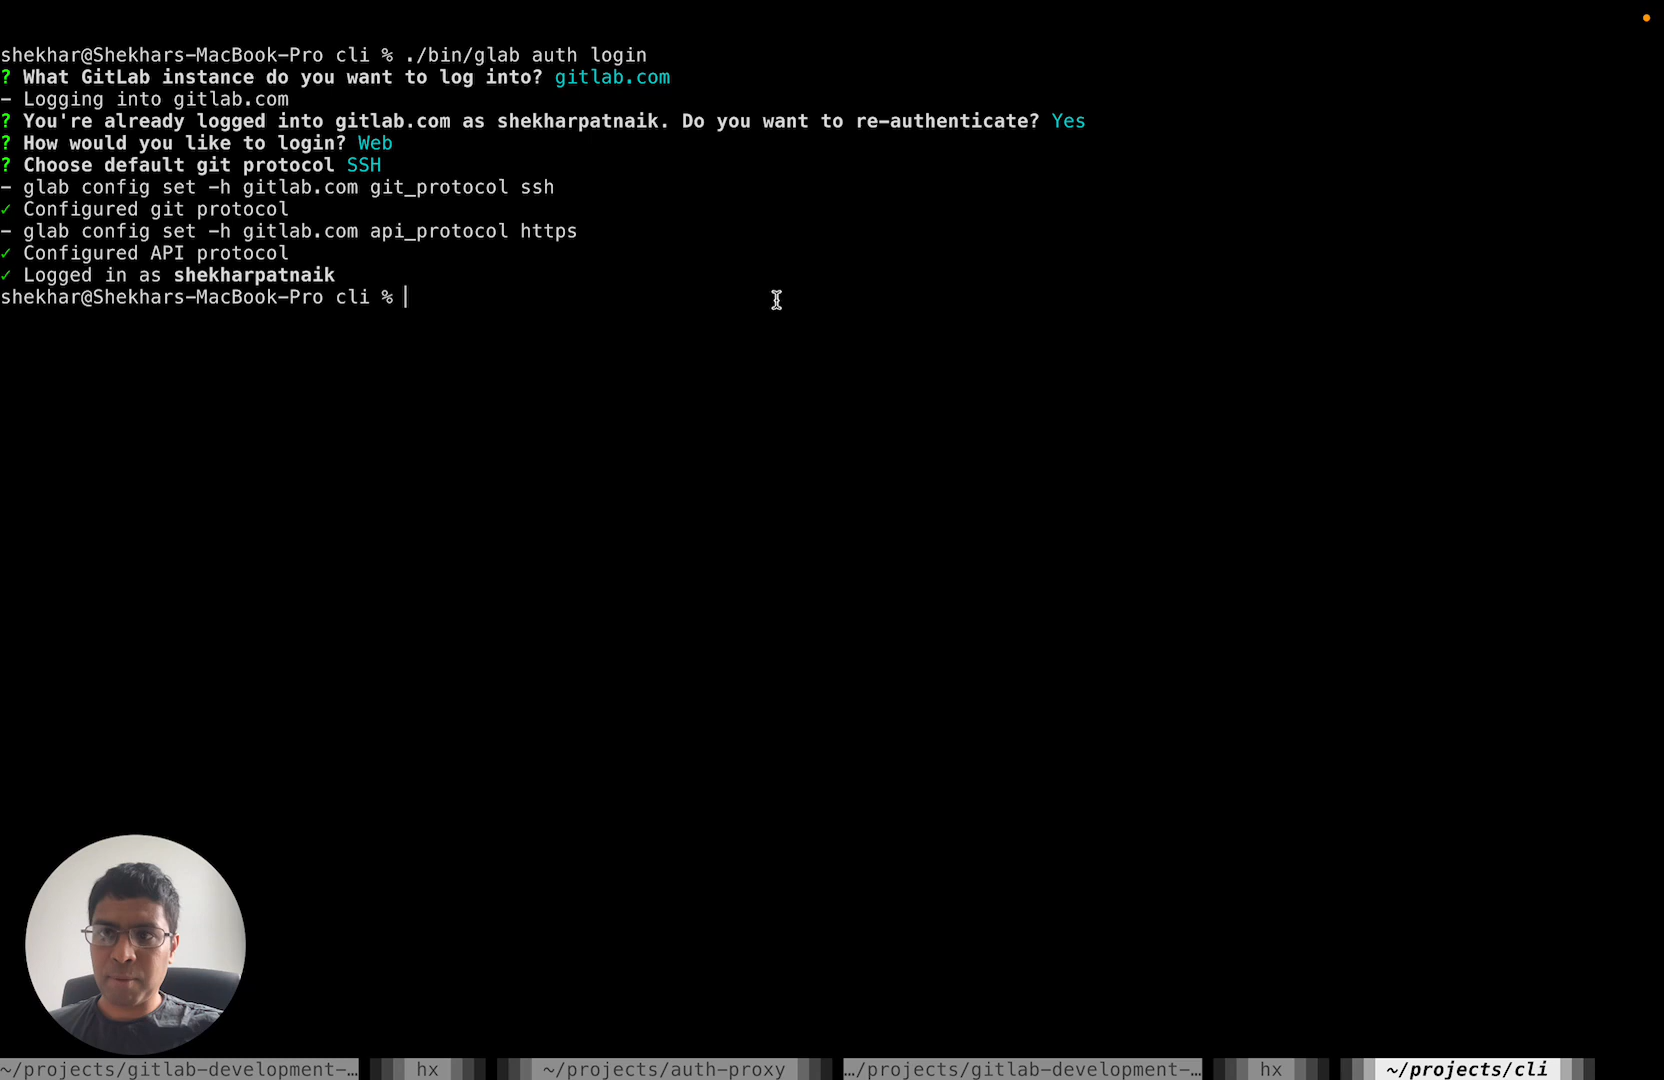 shekhar@Shekhars-MacBook-Pro cli % ./bin/glab auth login
? What GitLab instance do you want to log into? gitlab.com
- Logging into gitlab.com
? You're already logged into gitlab.com as shekharpatnaik. Do you want to re-authenticate? Yes
? How would you like to login? Web
? Choose default git protocol SSH
- glab config set -h gitlab.com git_protocol ssh
✓ Configured git protocol
- glab config set -h gitlab.com api_protocol https
✓ Configured API protocol
✓ Logged in as shekharpatnaik
shekhar@Shekhars-MacBook-Pro cli %
~/projects/gitlab-development-… hx ~/projects/auth-proxy …/projects/gitlab-development-… hx ~/projects/cli